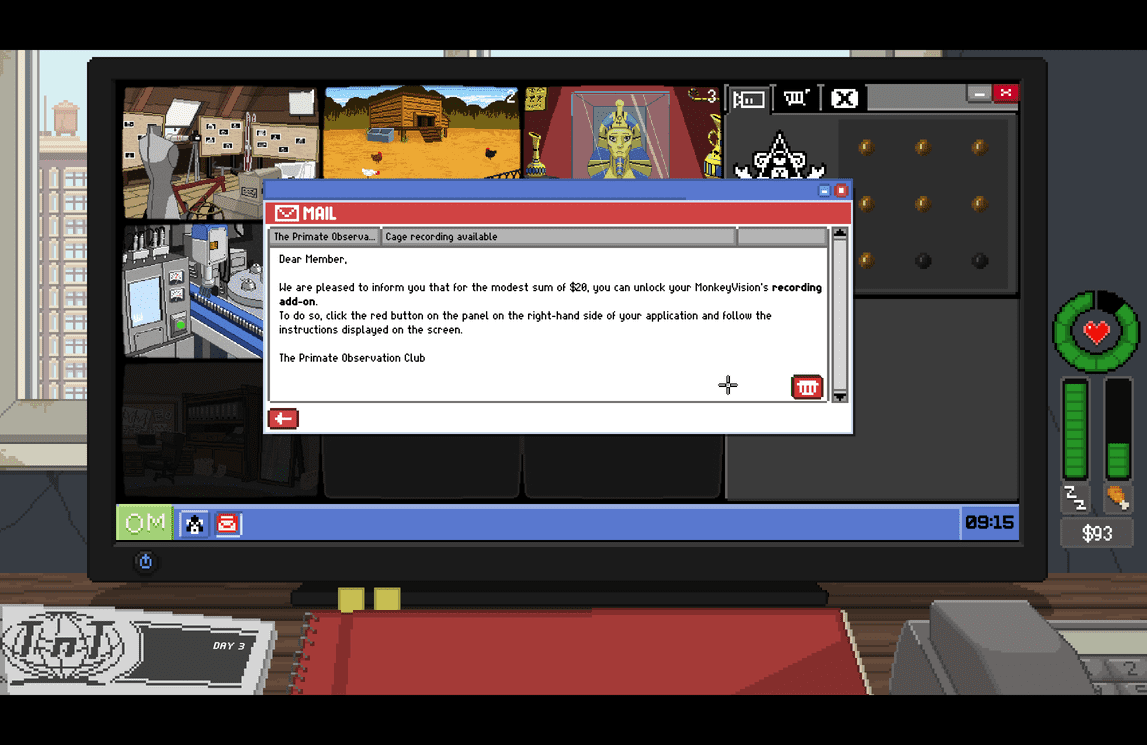 2
3
MAIL
The Primate Observa... Cage recording available
Dear Member,
We are pleased to inform you that for the modest sum of $20, you can unlock your MonkeyVision's recording
add-on.
To do so, click the red button on the panel on the right-hand side of your application and follow the
instructions displayed on the screen.
The Primate Observation Club
OM
09:15
$93
TnT
DAY 3
2